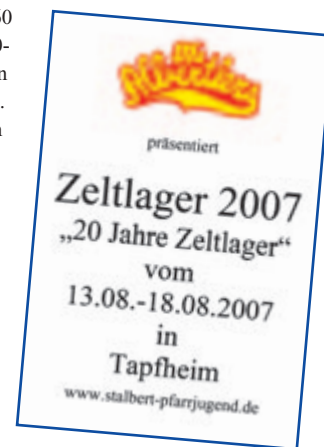 präsentiert
Zeltlager 2007
„20 Jahre Zeltlager“
vom
13.08.-18.08.2007
in
Tapfheim
www.stalbert-pfarrjugend.de